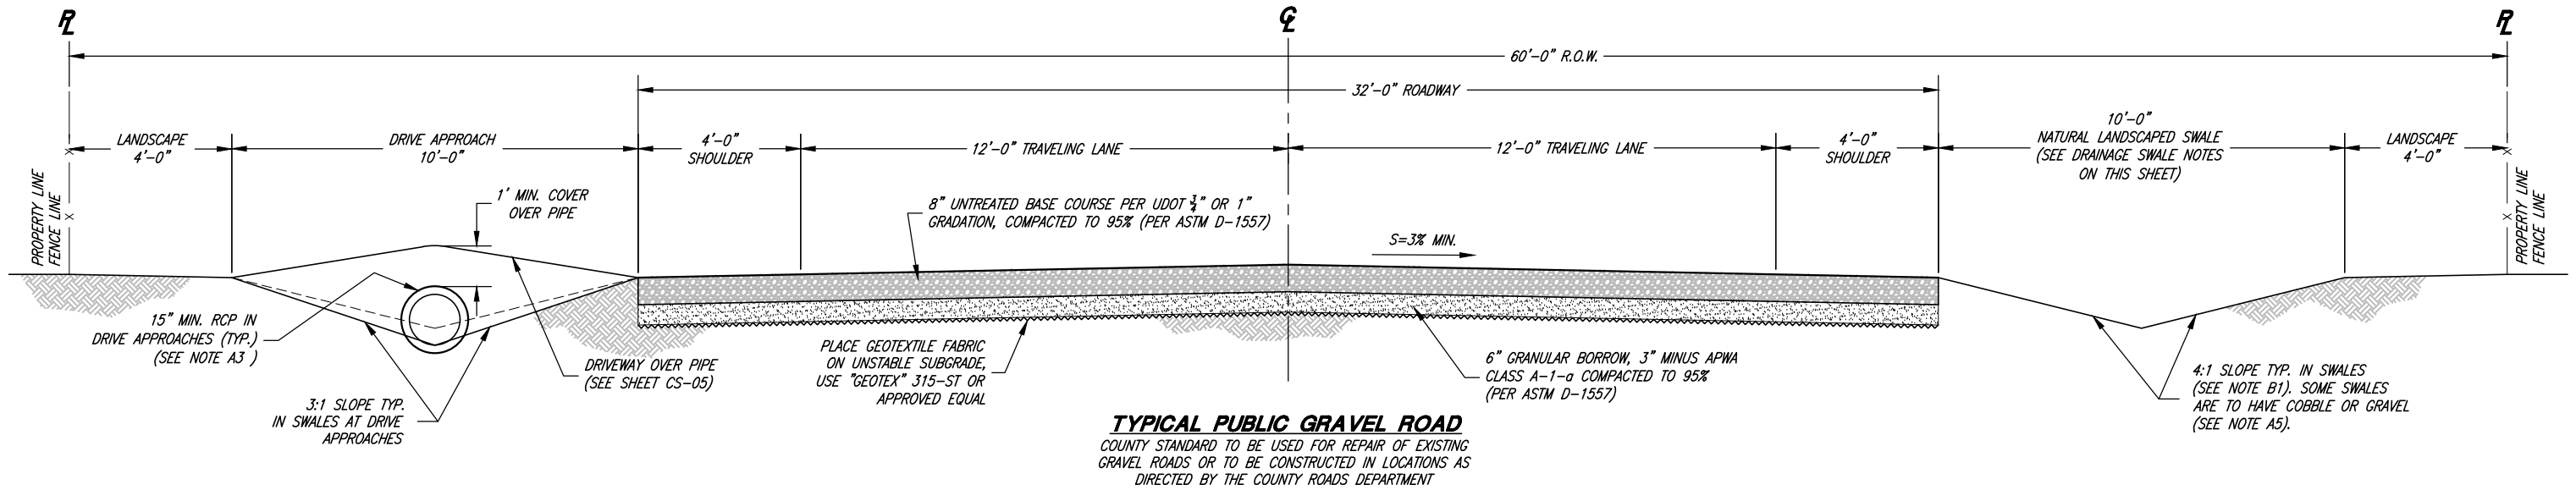 PL
CL
PL
60'-0" R.O.W.
32'-0" ROADWAY
LANDSCAPE
4'-0"
DRIVE APPROACH
10'-0"
4'-0"
SHOULDER
12'-0" TRAVELING LANE
12'-0" TRAVELING LANE
4'-0"
SHOULDER
10'-0"
NATURAL LANDSCAPED SWALE
(SEE DRAINAGE SWALE NOTES
ON THIS SHEET)
LANDSCAPE
4'-0"
PROPERTY LINE
FENCE LINE
X
X
1' MIN. COVER
OVER PIPE
8" UNTREATED BASE COURSE PER UDOT 3/4" OR 1"
GRADATION, COMPACTED TO 95% (PER ASTM D-1557)
S=3% MIN.
X
X
PROPERTY LINE
FENCE LINE
15" MIN. RCP IN
DRIVE APPROACHES (TYP.)
(SEE NOTE A3 )
3:1 SLOPE TYP.
IN SWALES AT DRIVE
APPROACHES
DRIVEWAY OVER PIPE
(SEE SHEET CS-05)
PLACE GEOTEXTILE FABRIC
ON UNSTABLE SUBGRADE,
USE "GEOTEX" 315-ST OR
APPROVED EQUAL
6" GRANULAR BORROW, 3" MINUS APWA
CLASS A-1-a COMPACTED TO 95%
(PER ASTM D-1557)
4:1 SLOPE TYP. IN SWALES
(SEE NOTE B1). SOME SWALES
ARE TO HAVE COBBLE OR GRAVEL
(SEE NOTE A5).
TYPICAL PUBLIC GRAVEL ROAD
COUNTY STANDARD TO BE USED FOR REPAIR OF EXISTING
GRAVEL ROADS OR TO BE CONSTRUCTED IN LOCATIONS AS
DIRECTED BY THE COUNTY ROADS DEPARTMENT